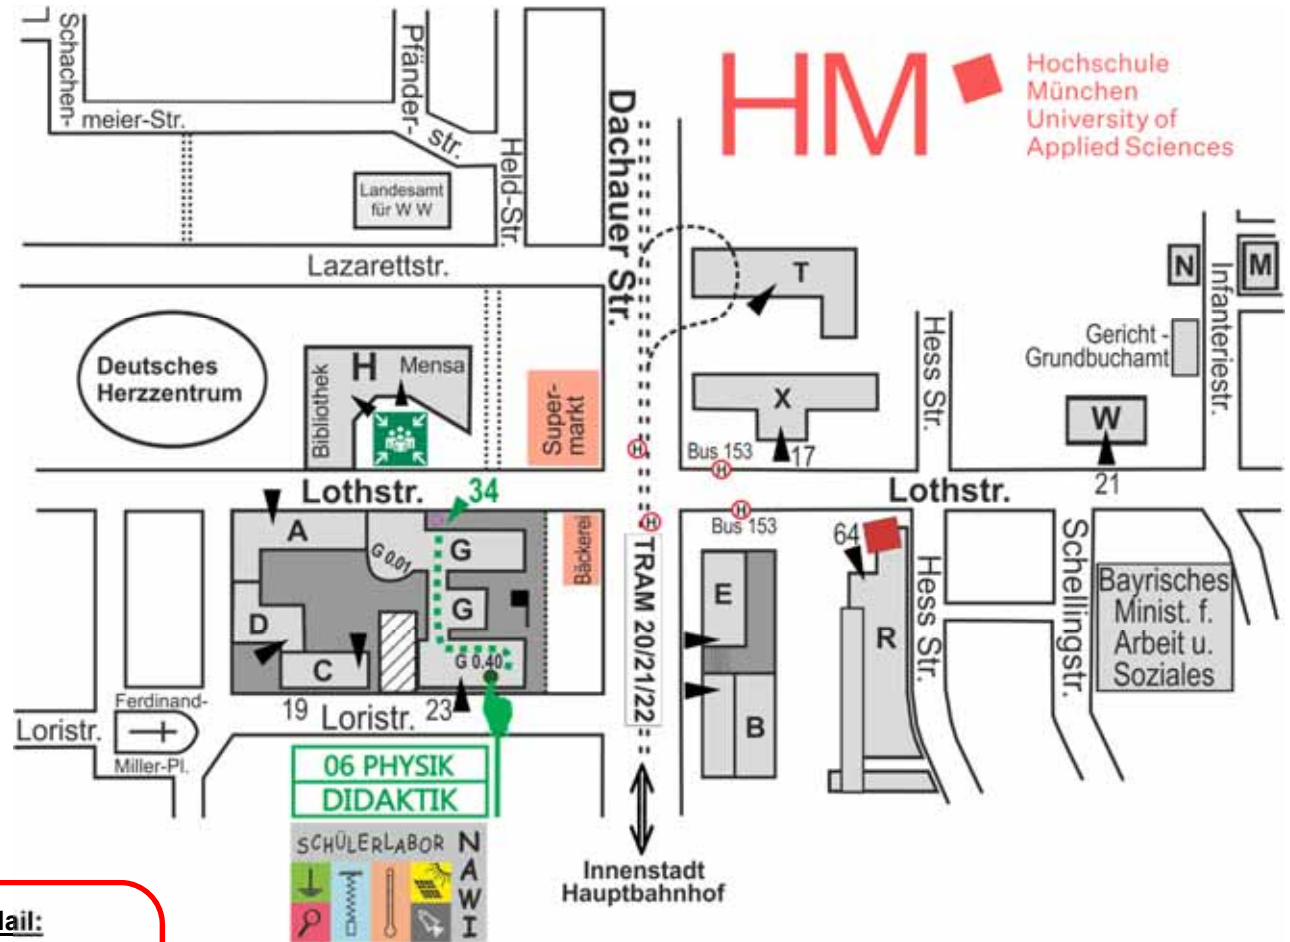 Schachen-
meier-Str.
Pfänder-
str.
Held-Str.
Dachauer Str.
HM
Hochschule
München
University of
Applied Sciences
Landesamt
für W W
Lazarettstr.
T
N
M
Infanteriestr.
Gericht -
Grundbuchamt
Hess Str.
Deutsches
Herzzentrum
H
Mensa
Bibliothek
Super-
markt
X
W
17
21
H
Bus 153
H
Lothstr.
34
Lothstr.
H
H
Bus 153
A
G 0.01
G
G
Bäckerei
TRAM 20/21/22
E
64
R
Hess Str.
Schellingstr.
Bayrisches
Minist. f.
Arbeit u.
Soziales
D
C
G 0.40
B
19
Loristr.
23
Ferdinand-
Miller-Pl.
Loristr.
06 PHYSIK
DIDAKTIK
SCHÜLERLABOR
NAWI
Innenstadt
Hauptbahnhof